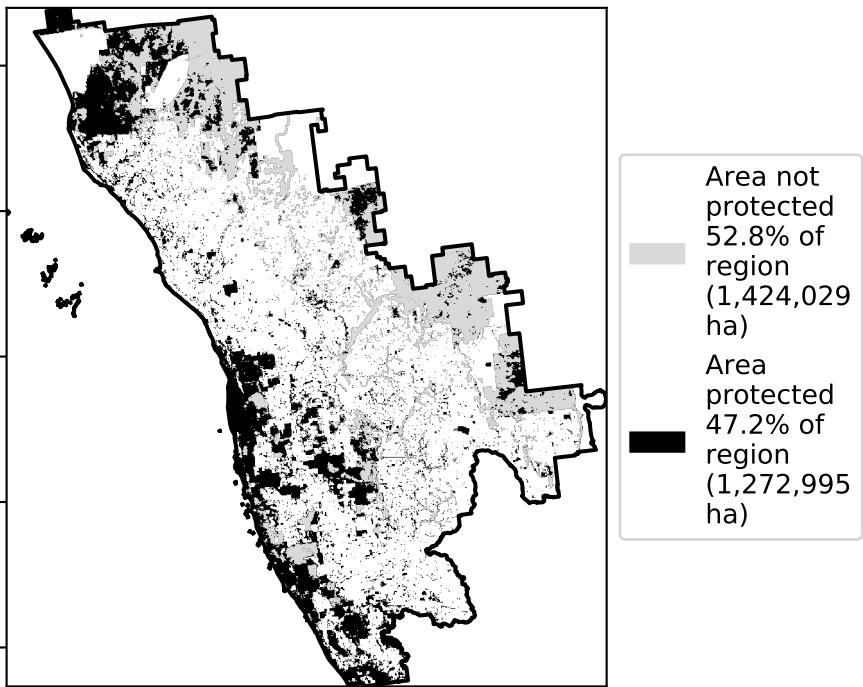 Area not
protected
52.8% of
region
(1,424,029
ha)
Area
protected
47.2% of
region
(1,272,995
ha)